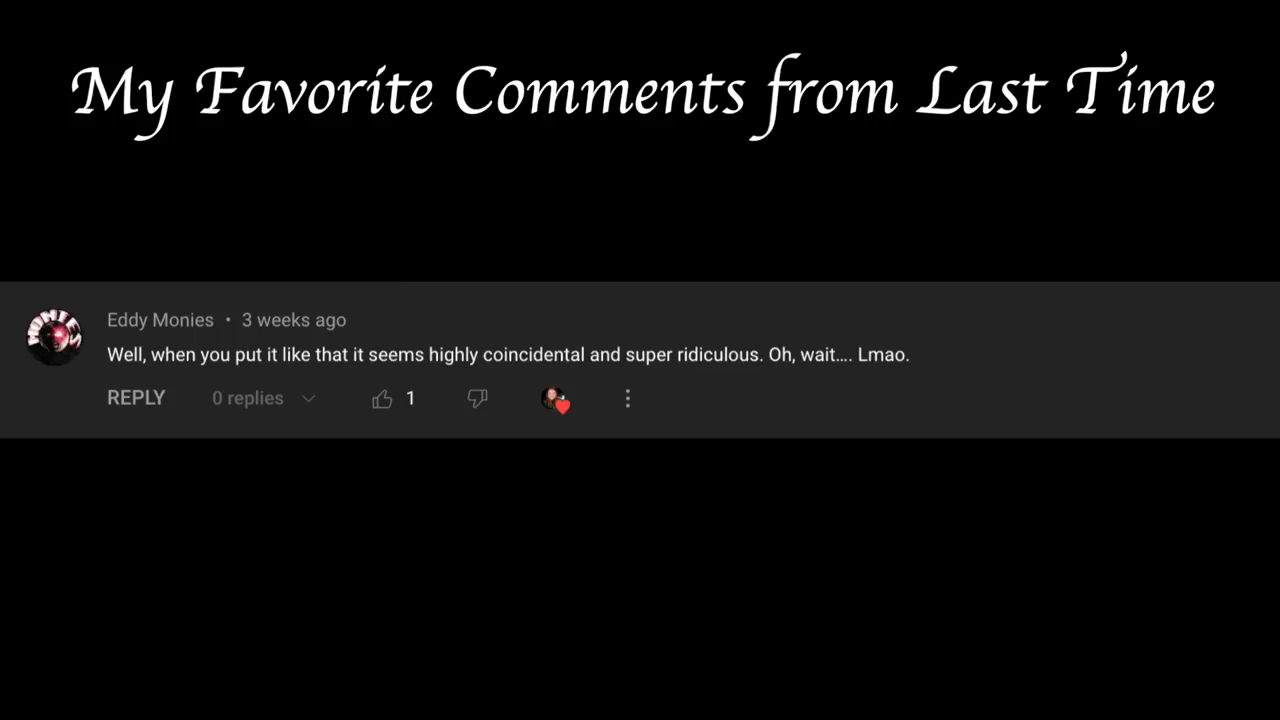 My Favorite Comments from Last Time
Eddy Monies • 3 weeks ago
Well, when you put it like that it seems highly coincidental and super ridiculous. Oh, wait.... Lmao.
REPLY 0 replies 1